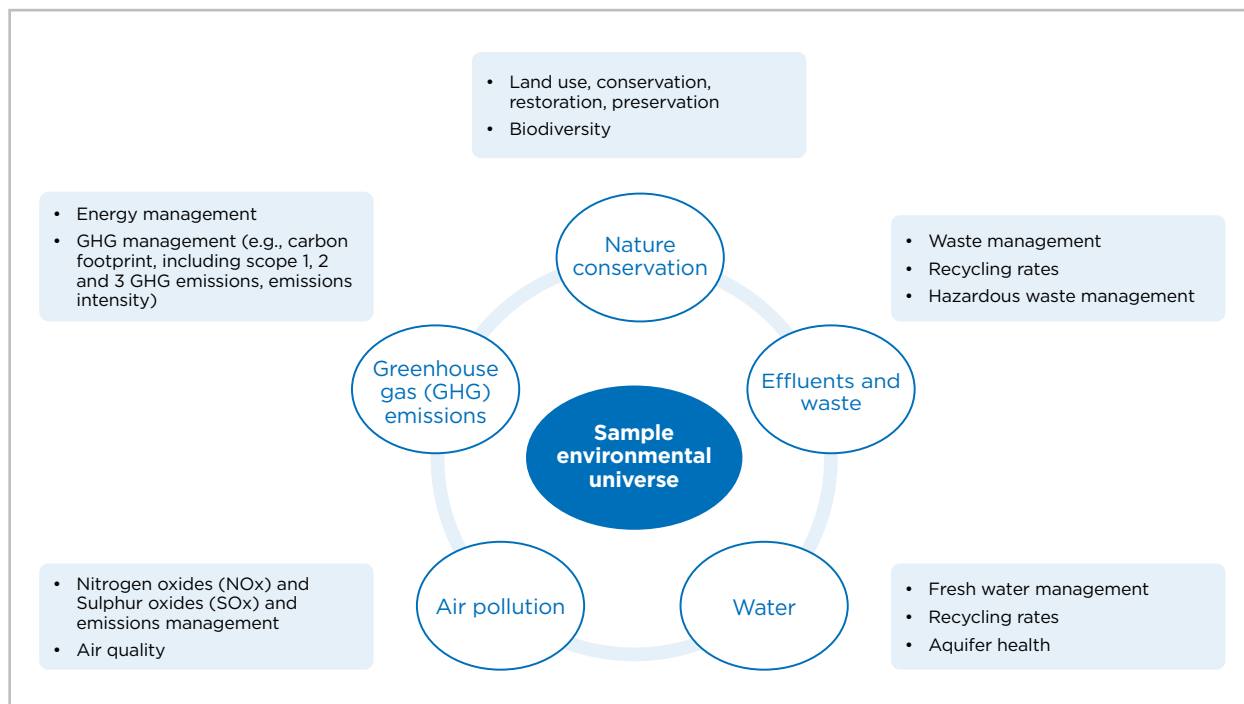 • Land use, conservation,
restoration, preservation
• Biodiversity
Nature
conservation
• Energy management
• GHG management (e.g., carbon
footprint, including scope 1, 2
and 3 GHG emissions, emissions
intensity)
Greenhouse
gas (GHG)
emissions
• Waste management
• Recycling rates
• Hazardous waste management
Effluents and
waste
Sample
environmental
universe
• Nitrogen oxides (NOx) and
Sulphur oxides (SOx) and
emissions management
• Air quality
Air pollution
Water
• Fresh water management
• Recycling rates
• Aquifer health